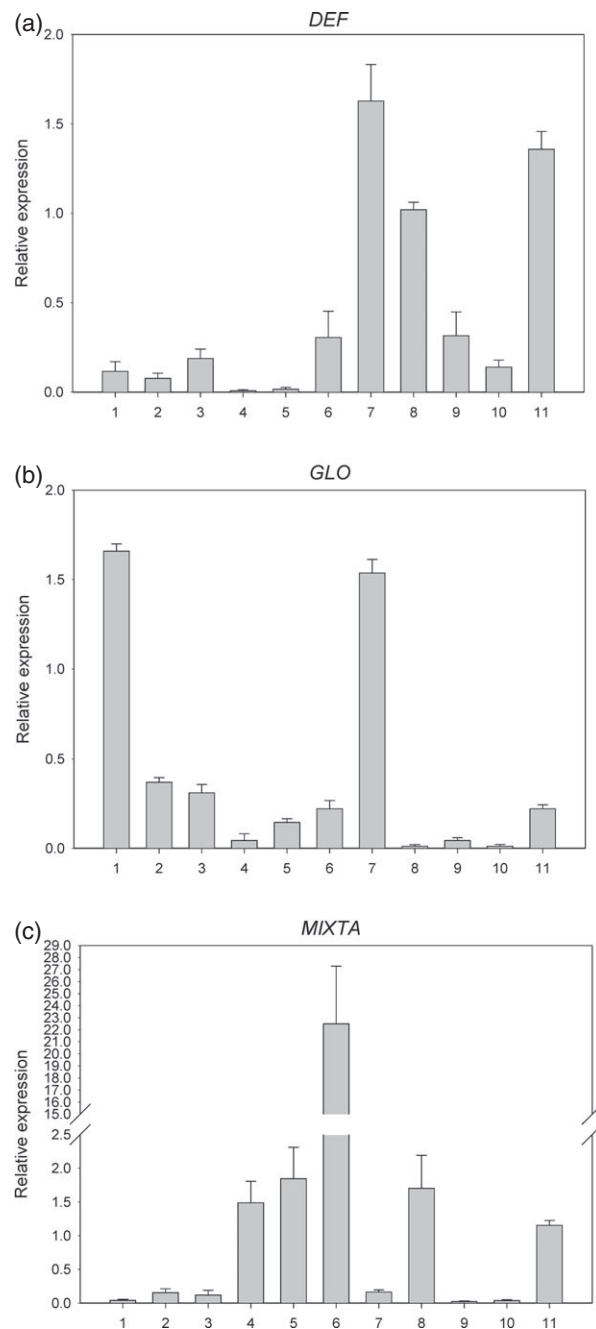 (a)
DEF
2.0
1.5
1.0
0.5
0.0
Relative expression
1 2 3 4 5 6 7 8 9 10 11
(b)
GLO
2.0
1.5
1.0
0.5
0.0
Relative expression
1 2 3 4 5 6 7 8 9 10 11
(c)
MIXTA
29.0
28.0
27.0
26.0
25.0
24.0
23.0
22.0
21.0
20.0
19.0
18.0
17.0
16.0
15.0
2.5
2.0
1.5
1.0
0.5
0.0
Relative expression
1 2 3 4 5 6 7 8 9 10 11